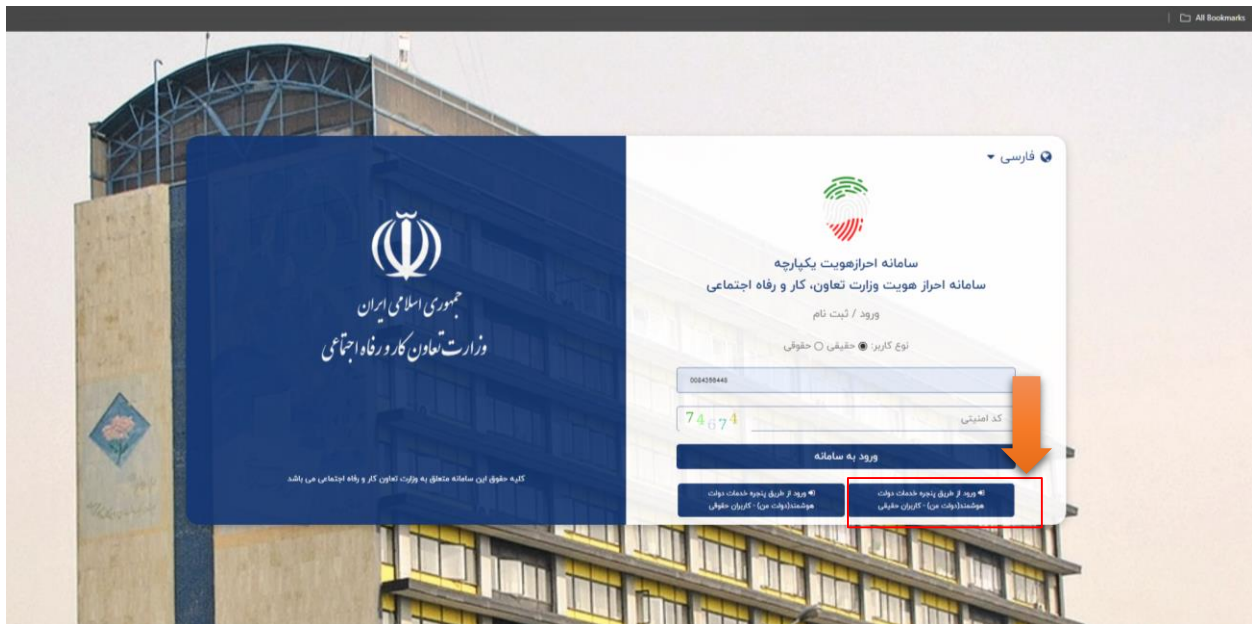 All Bookmarks
فارسی
سامانه احرازهویت یکپارچه
سامانه احراز هویت وزارت تعاون، کار و رفاه اجتماعی
ورود / ثبت نام
نوع کاربر: حقیقی حقوقی
کد امنیتی
74674
ورود به سامانه
ورود از طریق پنجره خدمات دولت
هوشمند(دولت من) - کاربران حقیقی
ورود از طریق پنجره خدمات دولت
هوشمند(دولت من) - کاربران حقوقی
جمهوری اسلامی ایران
وزارت تعاون کار و رفاه اجتماعی
کلیه حقوق این سامانه متعلق به وزارت تعاون کار و رفاه اجتماعی می باشد